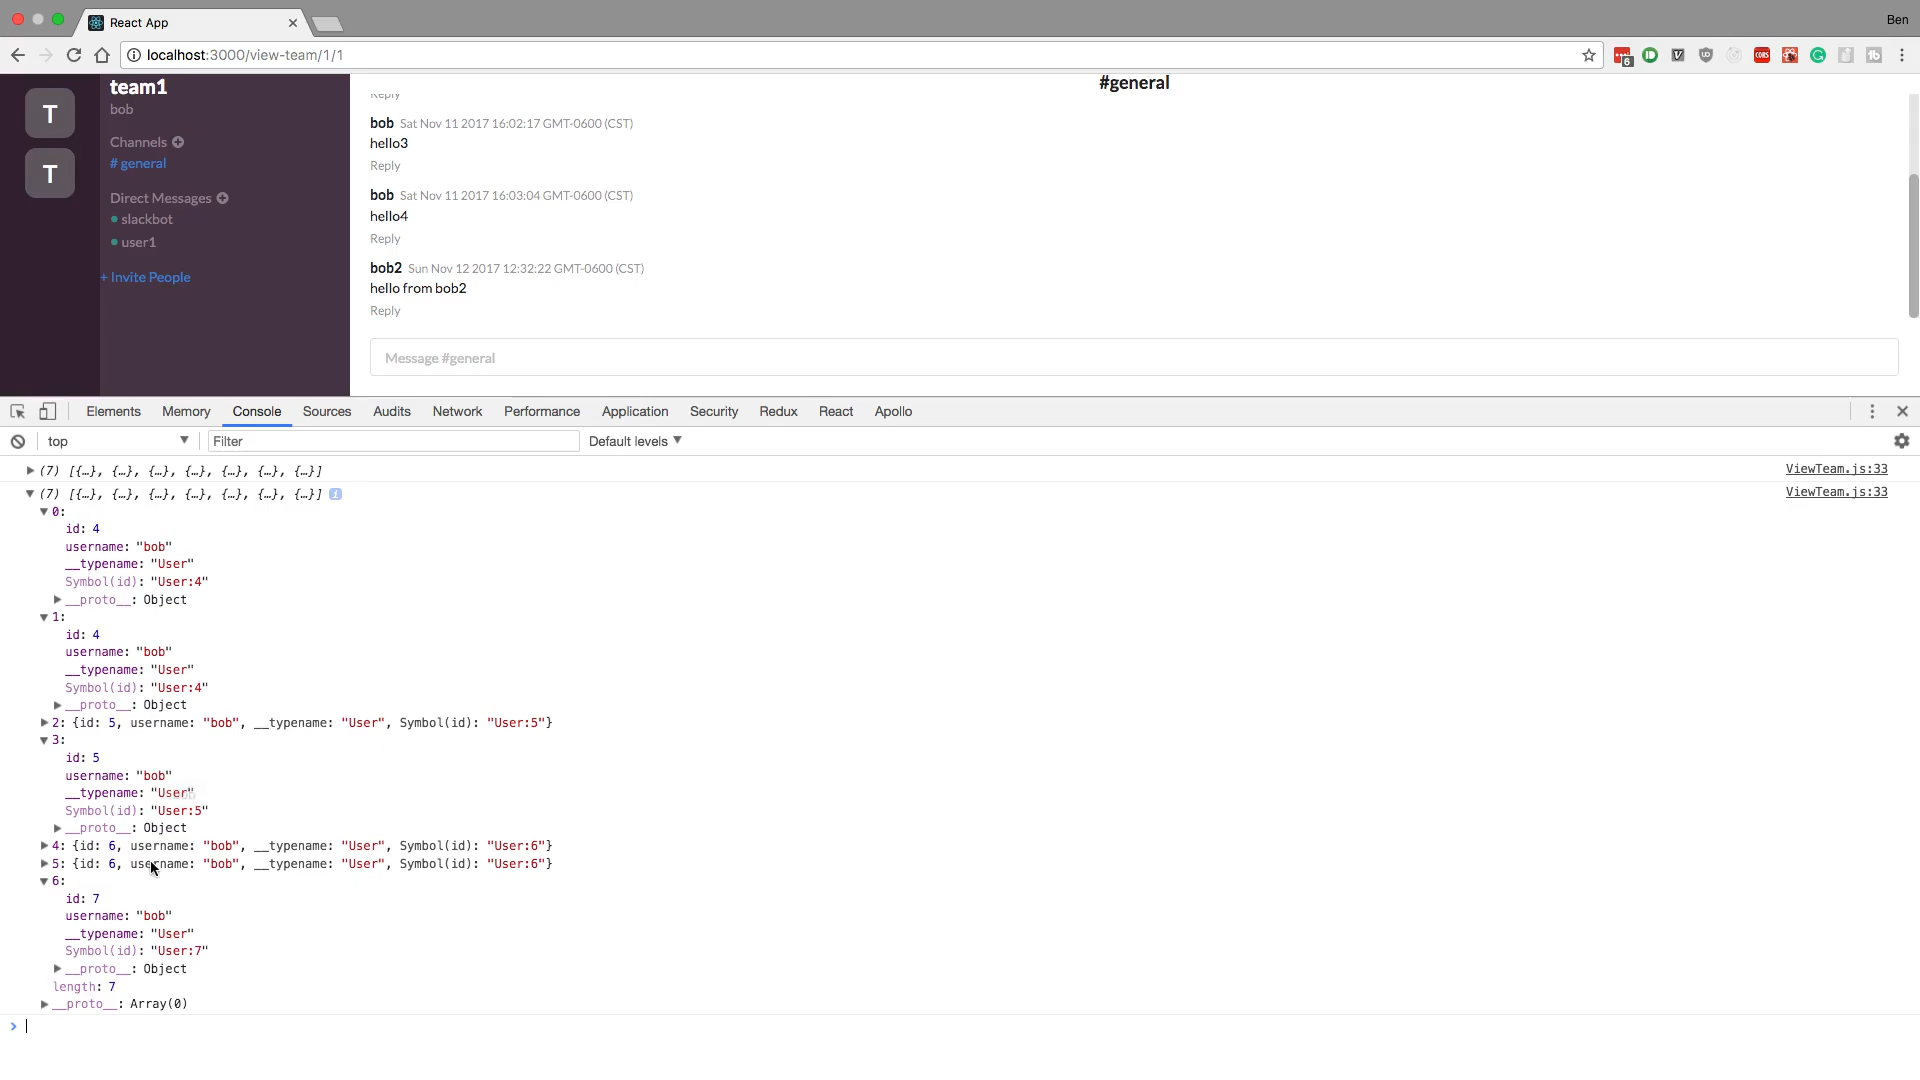 React App
Ben
localhost:3000/view-team/1/1
6
CORS
T
T
team1
bob
Channels
# general
Direct Messages
slackbot
user1
+ Invite People
#general
Reply
bob Sat Nov 11 2017 16:02:17 GMT-0600 (CST)
hello3
Reply
bob Sat Nov 11 2017 16:03:04 GMT-0600 (CST)
hello4
Reply
bob2 Sun Nov 12 2017 12:32:22 GMT-0600 (CST)
hello from bob2
Reply
Message #general
Elements Memory Console Sources Audits Network Performance Application Security Redux React Apollo
top Filter Default levels
(7) [{…}, {…}, {…}, {…}, {…}, {…}, {…}] ViewTeam.js:33
(7) [{…}, {…}, {…}, {…}, {…}, {…}, {…}] i ViewTeam.js:33
0:
id: 4
username: "bob"
__typename: "User"
Symbol(id): "User:4"
__proto__: Object
1:
id: 4
username: "bob"
__typename: "User"
Symbol(id): "User:4"
__proto__: Object
2: {id: 5, username: "bob", __typename: "User", Symbol(id): "User:5"}
3:
id: 5
username: "bob"
__typename: "User"
Symbol(id): "User:5"
__proto__: Object
4: {id: 6, username: "bob", __typename: "User", Symbol(id): "User:6"}
5: {id: 6, username: "bob", __typename: "User", Symbol(id): "User:6"}
6:
id: 7
username: "bob"
__typename: "User"
Symbol(id): "User:7"
__proto__: Object
length: 7
__proto__: Array(0)
>